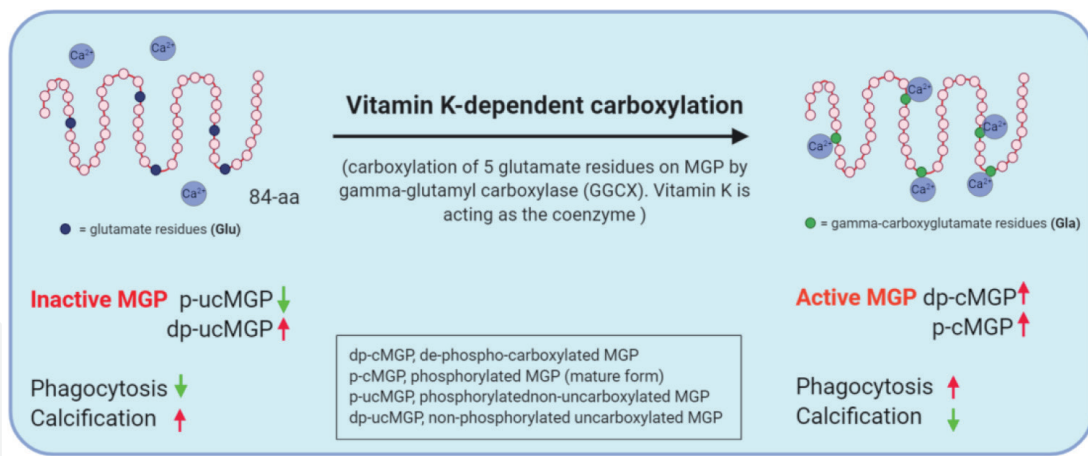 Ca²⁺
Ca²⁺
Ca²⁺
84-aa
= glutamate residues (Glu)
Vitamin K-dependent carboxylation
(carboxylation of 5 glutamate residues on MGP by
gamma-glutamyl carboxylase (GGCX). Vitamin K is
acting as the coenzyme )
Ca²⁺
Ca²⁺
Ca²⁺
Ca²⁺
Ca²⁺
= gamma-carboxyglutamate residues (Gla)
Inactive MGP p-ucMGP
dp-ucMGP
Phagocytosis
Calcification
dp-cMGP, de-phospho-carboxylated MGP
p-cMGP, phosphorylated MGP (mature form)
p-ucMGP, phosphorylatednon-uncarboxylated MGP
dp-ucMGP, non-phosphorylated uncarboxylated MGP
Active MGP dp-cMGP
p-cMGP
Phagocytosis
Calcification